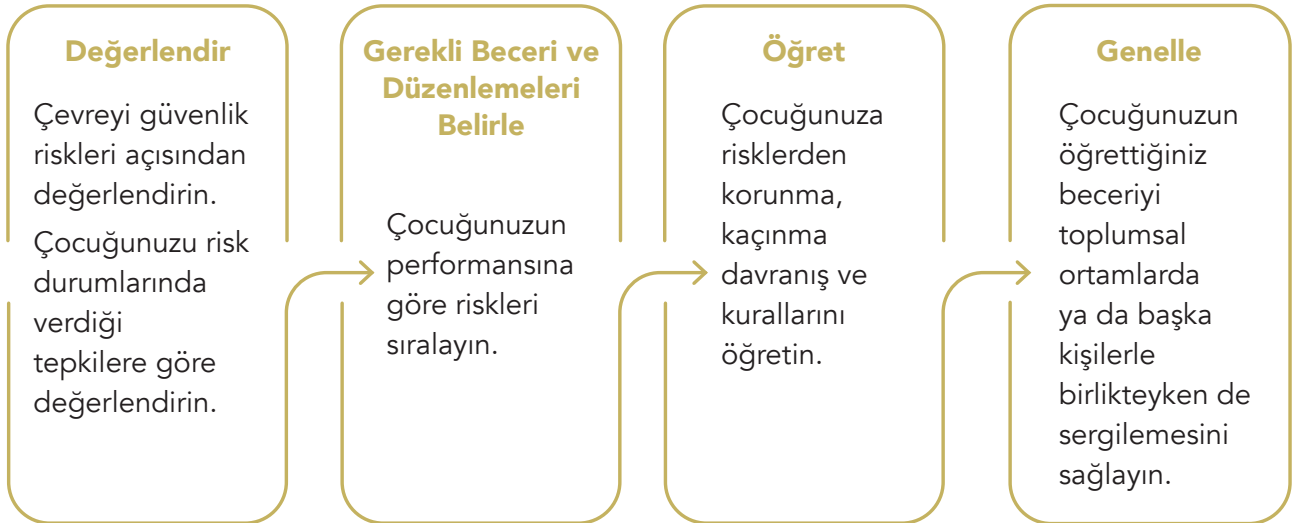 Değerlendir
Çevreyi güvenlik
riskleri açısından
değerlendirin.
Çocuğunuzu risk
durumlarında
verdiği
tepkilere göre
değerlendirin.
Gerekli Beceri ve
Düzenlemeleri
Belirle
Çocuğunuzun
performansına
göre riskleri
sıralayın.
Öğret
Çocuğunuza
risklerden
korunma,
kaçınma
davranış ve
kurallarını
öğretin.
Genelle
Çocuğunuzun
öğrettiğiniz
beceriyi
toplumsal
ortamlarda
ya da başka
kişilerle
birlikteyken de
sergilemesini
sağlayın.